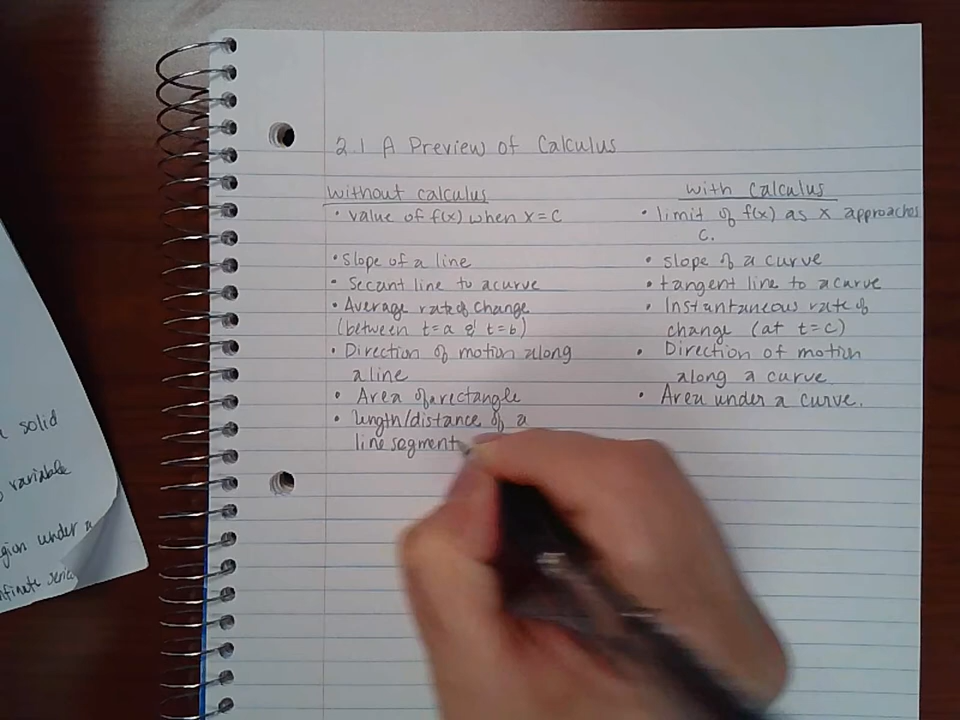 2.1 A Preview of Calculus
without calculus
• value of f(x) when x=c
• Slope of a line
• Secant line to a curve
• Average rate of change
(between t=a & t=b)
• Direction of motion along
a line
• Area of a rectangle
• length/distance of a
line segment
with Calculus
• limit of f(x) as x approaches
c.
• slope of a curve
• tangent line to a curve
• Instantaneous rate of
change (at t=c)
• Direction of motion
along a curve
• Area under a curve.
solid
variable
under a